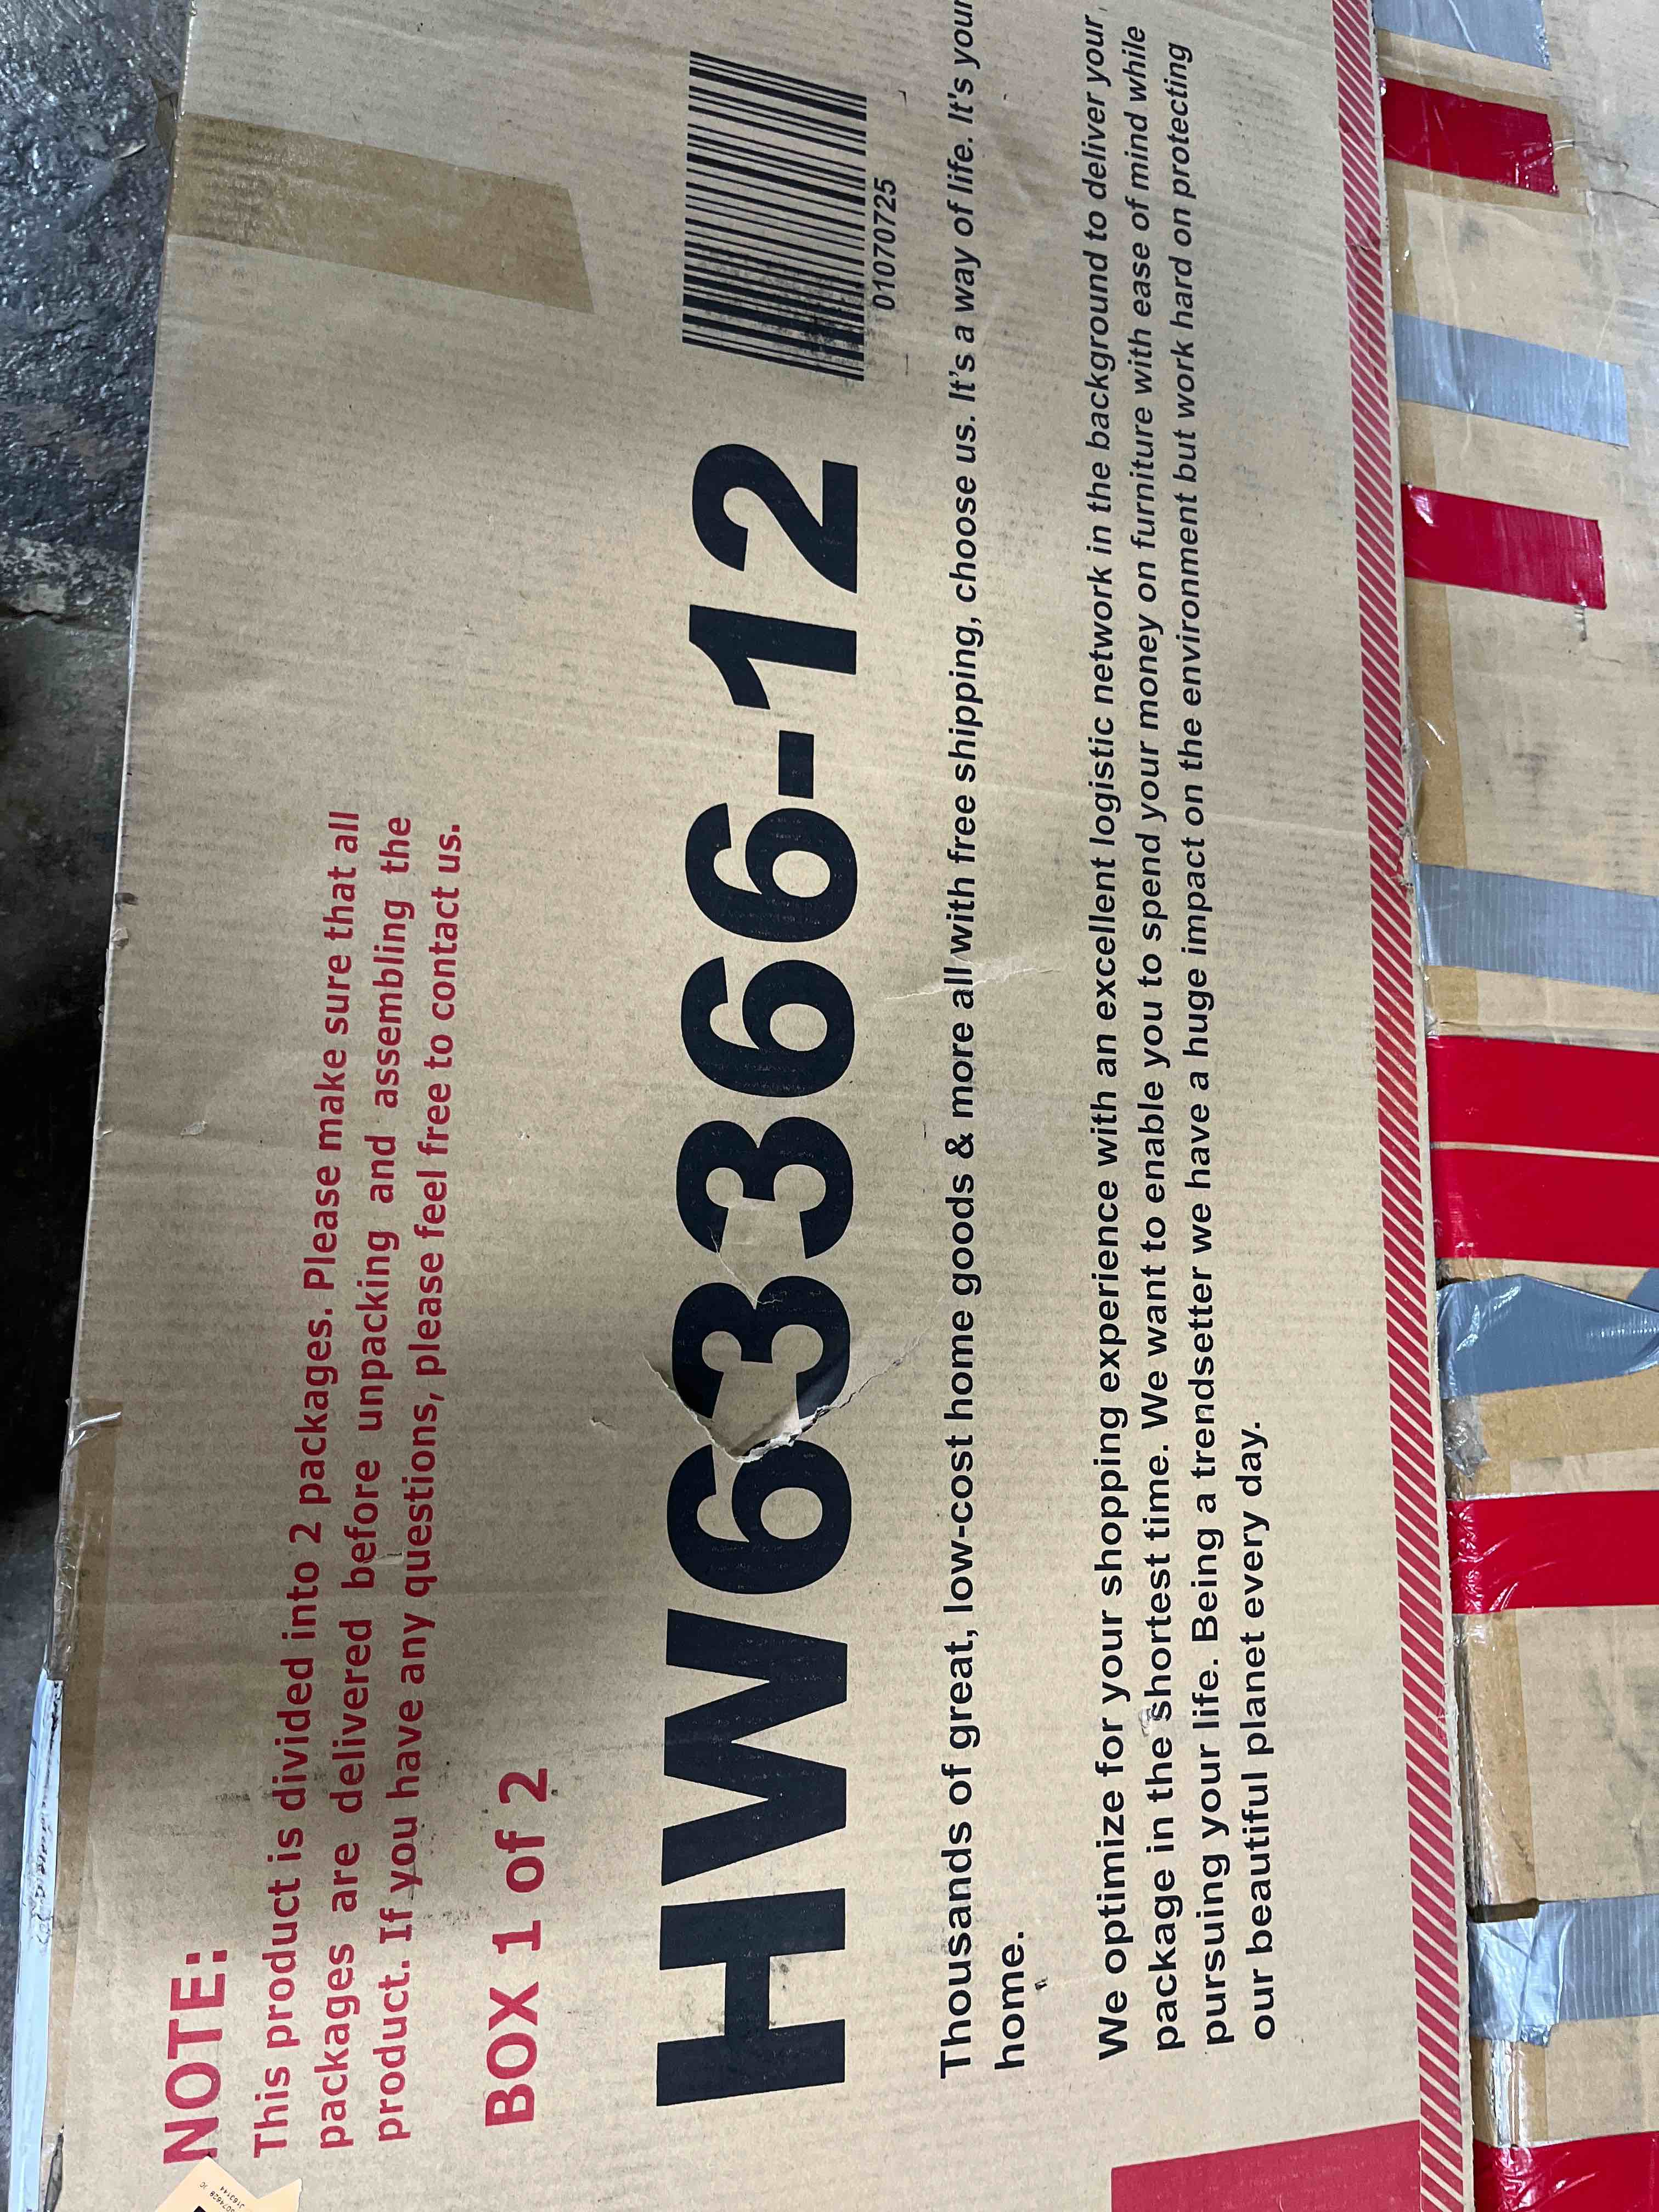 NOTE:
This product is divided into 2 packages. Please make sure that all
packages are delivered before unpacking and assembling the
product. If you have any questions, please feel free to contact us.
BOX 1 of 2
HW63366-12
010770725
Thousands of great, low-cost home goods & more all with free shipping, choose us. It's a way of life. It's your
home.
We optimize for your shopping experience with an excellent logistic network in the background to deliver your
package in the shortest time. We want to enable you to spend your money on furniture with ease of mind while
pursuing your life. Being a trendsetter we have a huge impact on the environment but work hard on protecting
our beautiful planet every day.